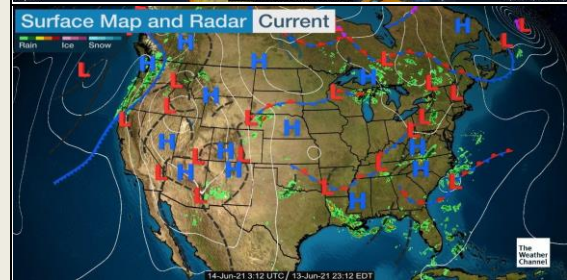 Surface Map and Radar Current
Rain Ice Snow
L
H
H
L
H
H
L
L
L
H
L
L
H
L
L
L
L
L
L
H
L
H
L
L
H
L
H
L
H
L
H
H
L
L
H
L
The
Weather
Channel
14-Jun-21 3:12 UTC / 13-Jun-21 23:12 EDT